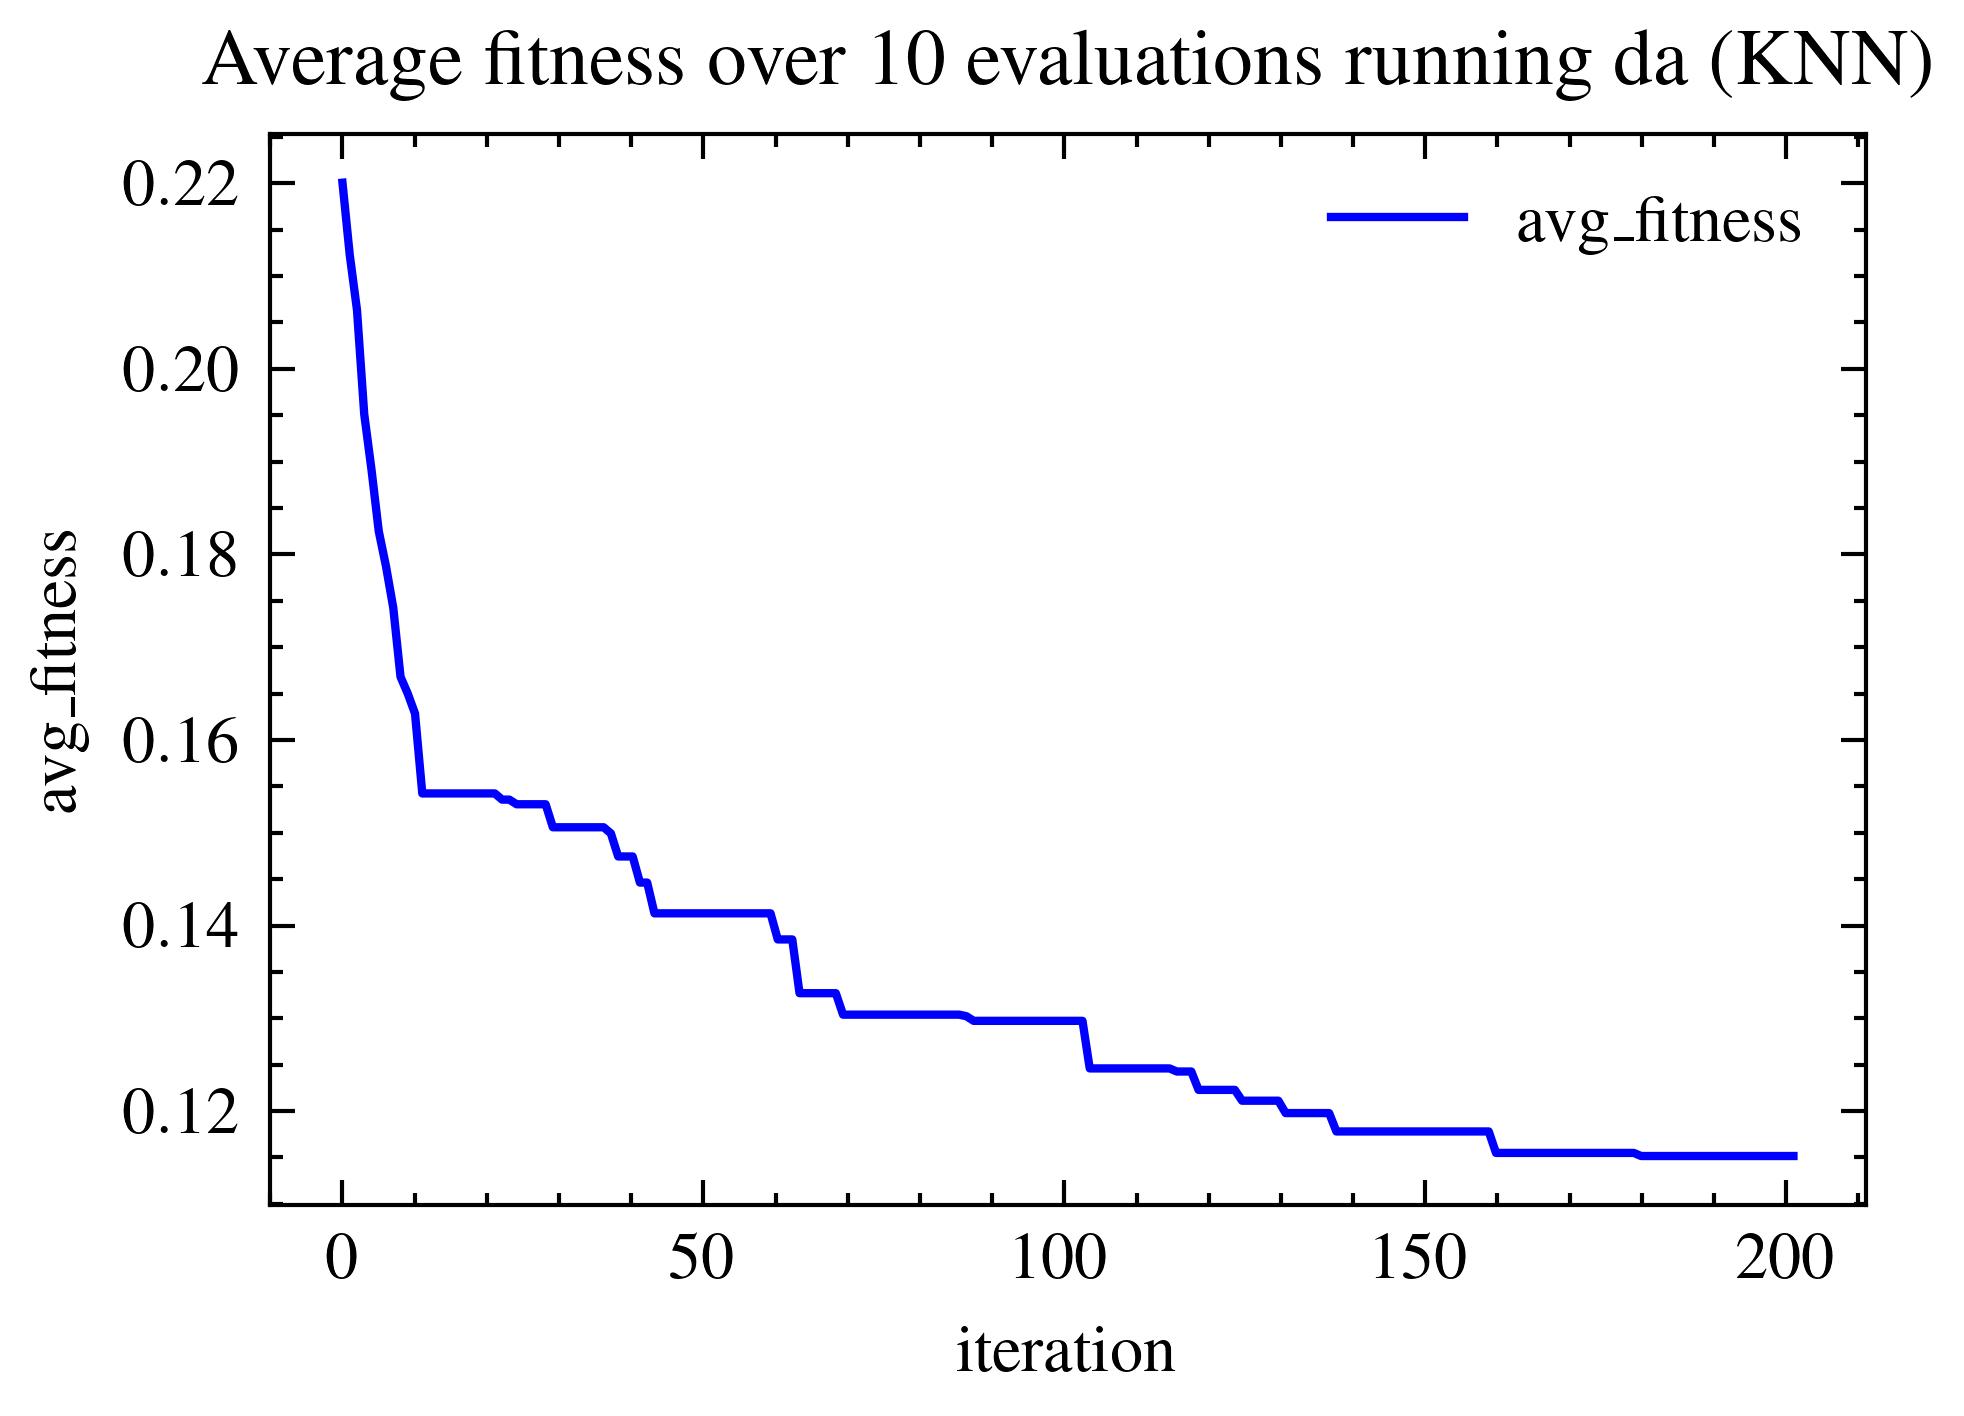 Average fitness over 10 evaluations running da (KNN)
avg_fitness
0.22
0.20
0.18
0.16
0.14
0.12
avg_fitness
0 50 100 150 200
iteration